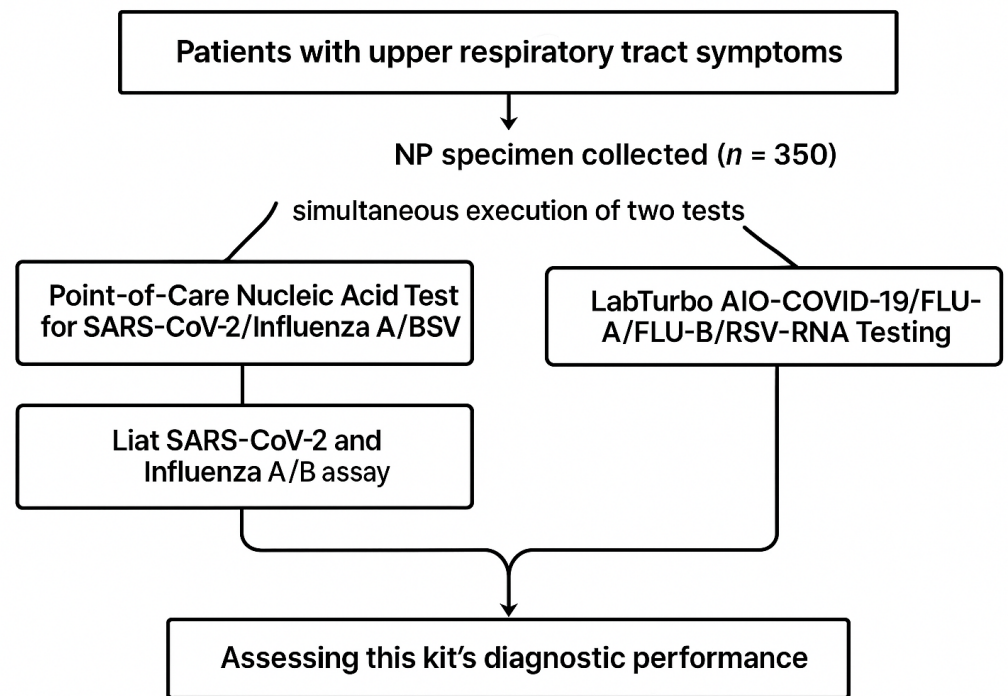 Patients with upper respiratory tract symptoms
NP specimen collected (n = 350)
simultaneous execution of two tests
Point-of-Care Nucleic Acid Test
for SARS-CoV-2/Influenza A/BSV
LabTurbo AIO-COVID-19/FLU-
A/FLU-B/RSV-RNA Testing
Liat SARS-CoV-2 and
Influenza A/B assay
Assessing this kit's diagnostic performance